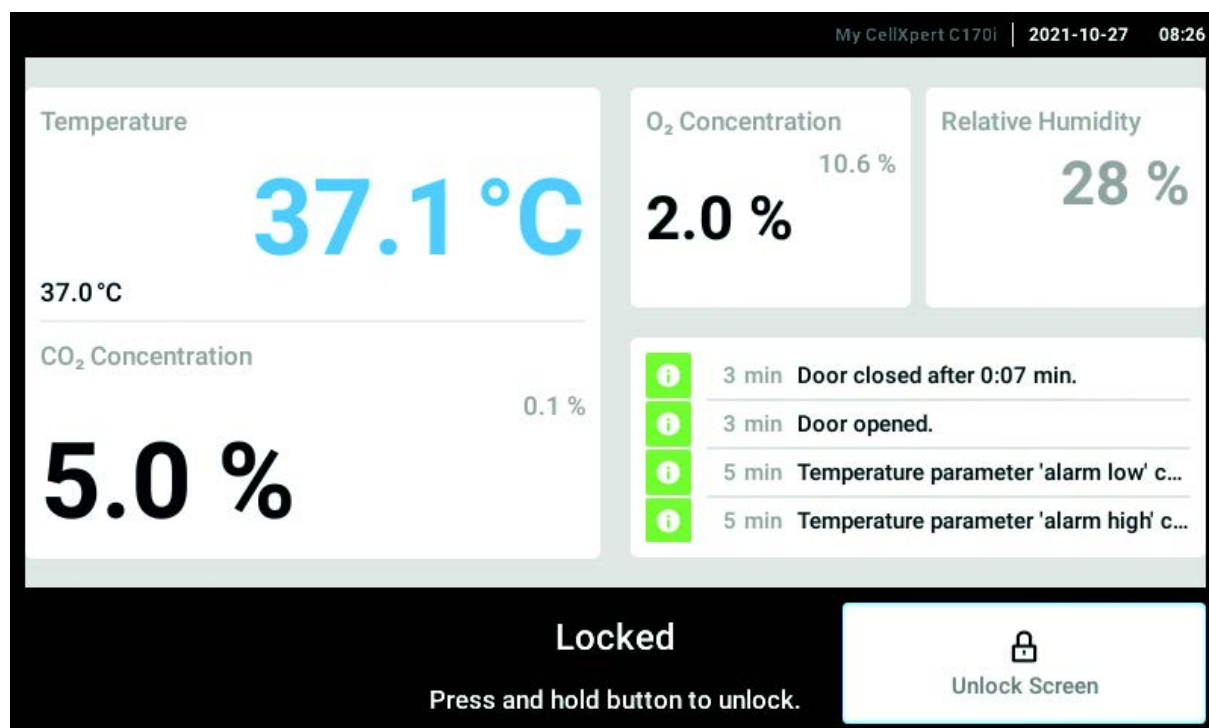 My CellXpert C170i | 2021-10-27 08:26
Temperature
37.1 °C
37.0 °C
CO₂ Concentration
0.1 %
5.0 %
O₂ Concentration
10.6 %
2.0 %
Relative Humidity
28 %
3 min Door closed after 0:07 min.
3 min Door opened.
5 min Temperature parameter 'alarm low' c...
5 min Temperature parameter 'alarm high' c...
Locked
Press and hold button to unlock.
Unlock Screen